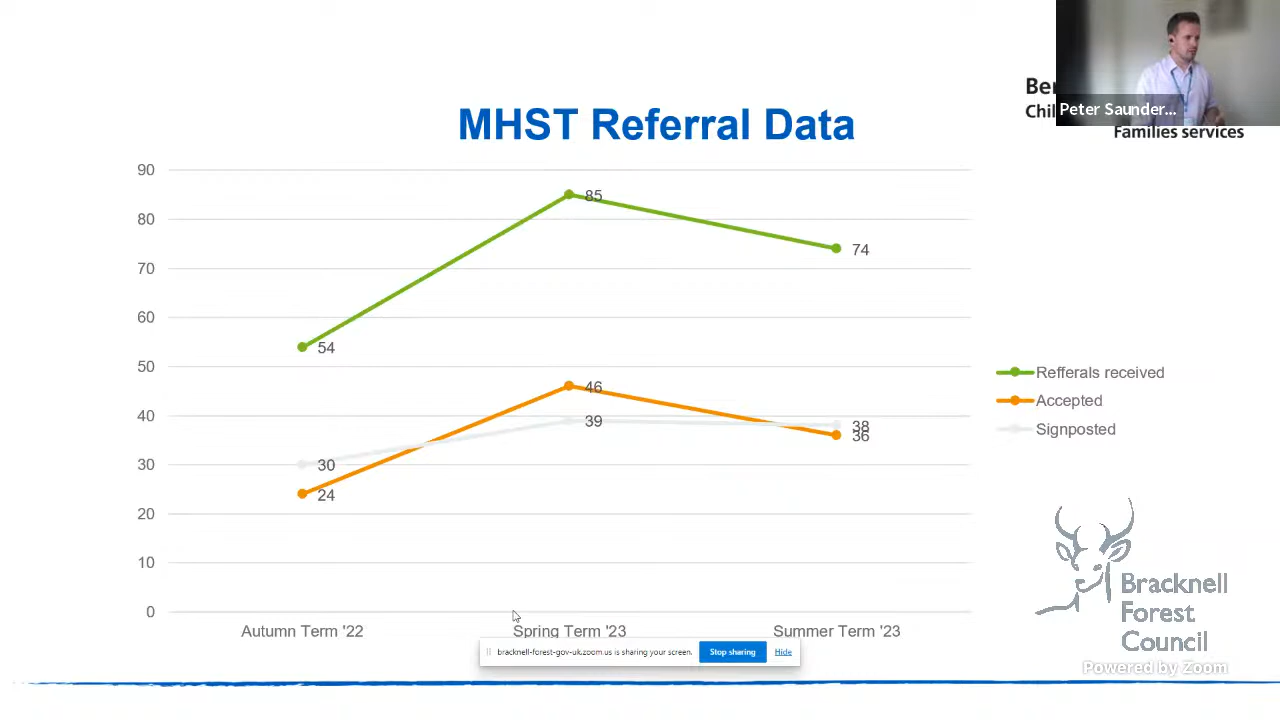 Peter Saunder...
Families services
MHST Referral Data
90
80
70
60
50
40
30
20
10
0
85
74
54
46
39
38
36
30
24
Refferals received
Accepted
Signposted
Autumn Term '22
Spring Term '23
Summer Term '23
bracknell-forest-gov-uk.zoom.us is sharing your screen.
Stop sharing
Hide
Bracknell
Forest
Council
Powered by Zoom